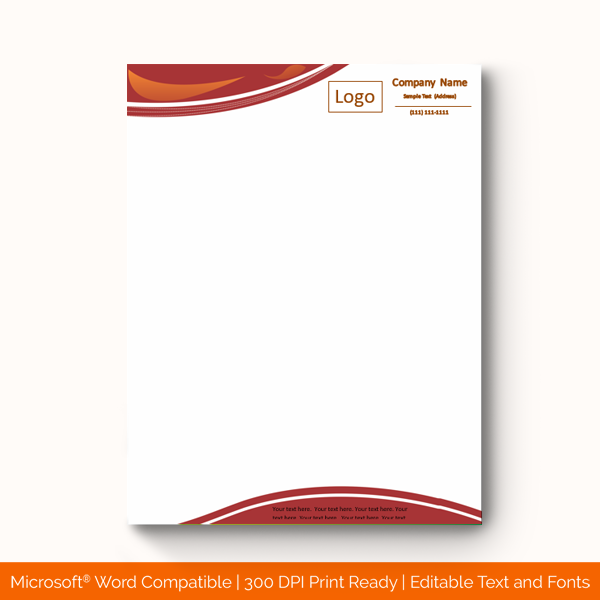 Logo
Company Name
Sample Text (Address)
(111) 111-1111
Your text here. Your text here. Your text here. Your
text here. Your text here. Your text here. Your text
Microsoft® Word Compatible | 300 DPI Print Ready | Editable Text and Fonts